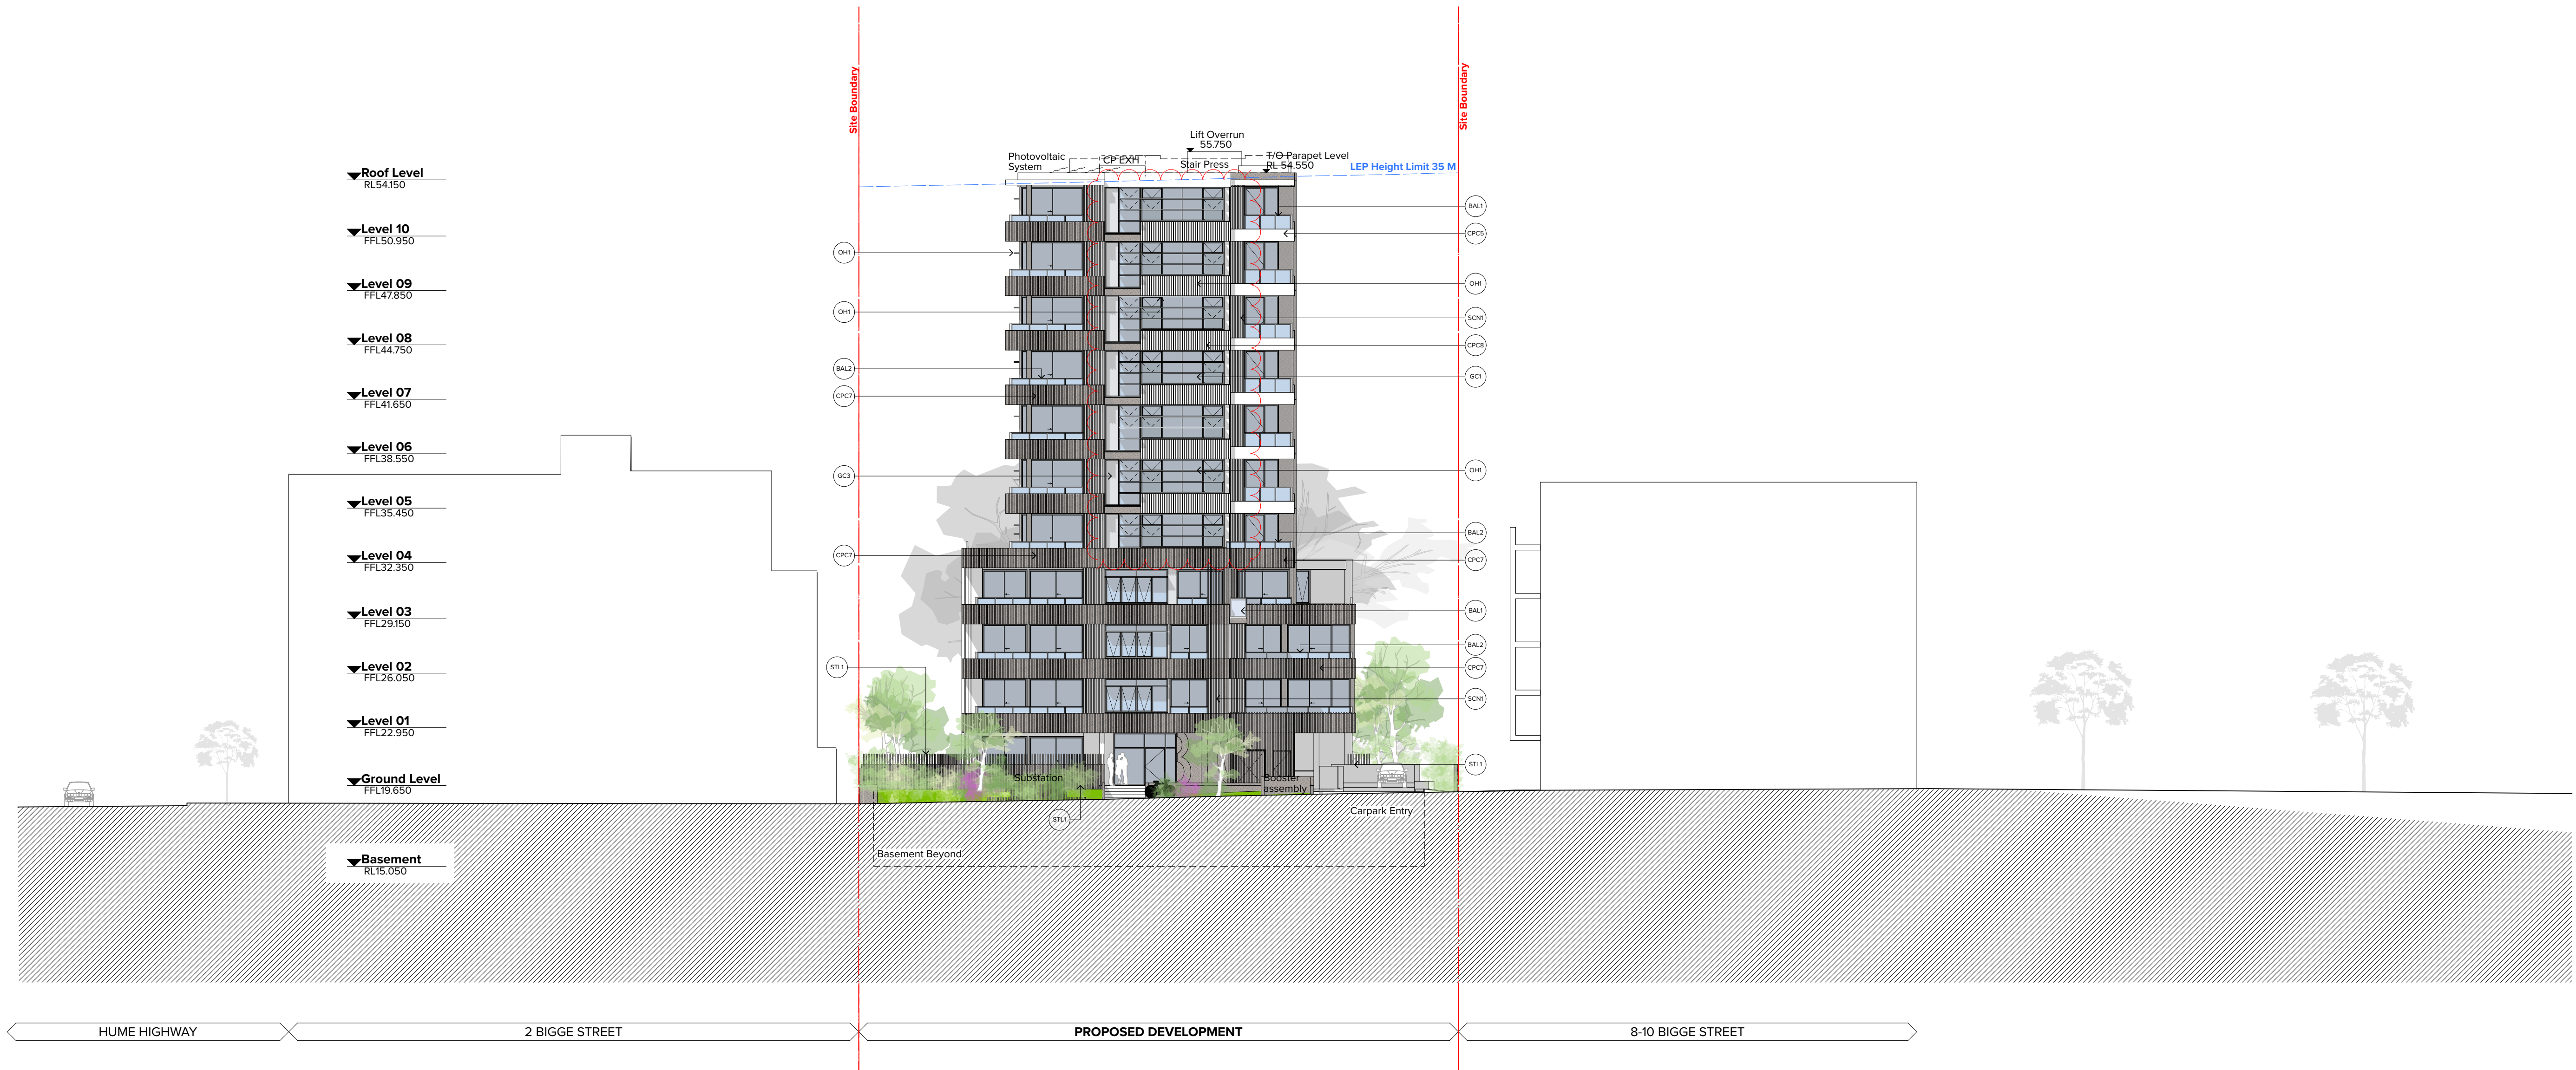 Site Boundary
Site Boundary
Lift Overrun
55.750
Photovoltaic
System
CP EXH
Stair Press
T/O Parapet Level
RL 54.550
LEP Height Limit 35 M
Roof Level
RL54.150
Level 10
FFL50.950
Level 09
FFL47.850
Level 08
FFL44.750
Level 07
FFL41.650
Level 06
FFL38.550
Level 05
FFL35.450
Level 04
FFL32.350
Level 03
FFL29.150
Level 02
FFL26.050
Level 01
FFL22.950
Ground Level
FFL19.650
Basement
RL15.050
OH1
OH1
BAL2
CPC7
GC3
CPC7
STL1
STL1
BAL1
CPC5
OH1
SCN1
CPC8
GC1
OH1
BAL2
CPC7
BAL1
BAL2
CPC7
SCN1
STL1
Substation
Booster
assembly
Carpark Entry
Basement Beyond
HUME HIGHWAY
2 BIGGE STREET
PROPOSED DEVELOPMENT
8-10 BIGGE STREET